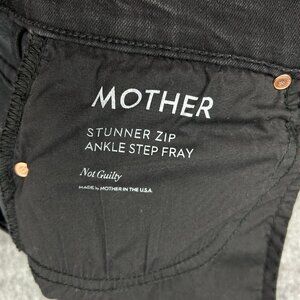 MOTHER
STUNNER ZIP
ANKLE STEP FRAY
Not Guilty
MADE by MOTHER IN THE U.S.A.